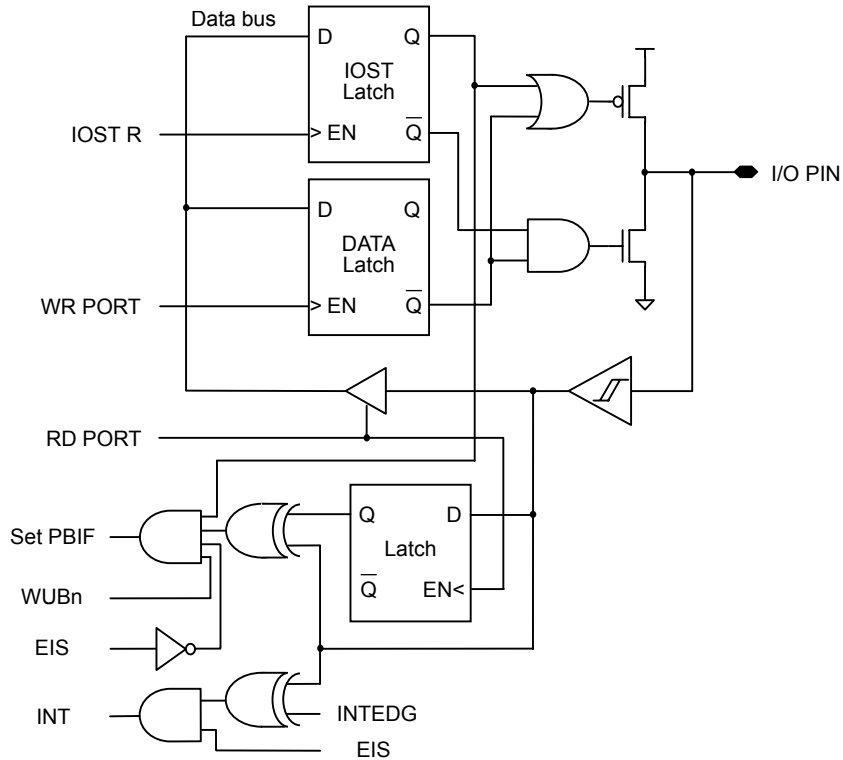 Data bus
D Q
IOST
Latch
IOST R
> EN Q
I/O PIN
D Q
DATA
Latch
WR PORT
> EN Q
RD PORT
Q D
Set PBIF
Latch
Q EN<
WUBn
EIS
INT
INTEDG
EIS